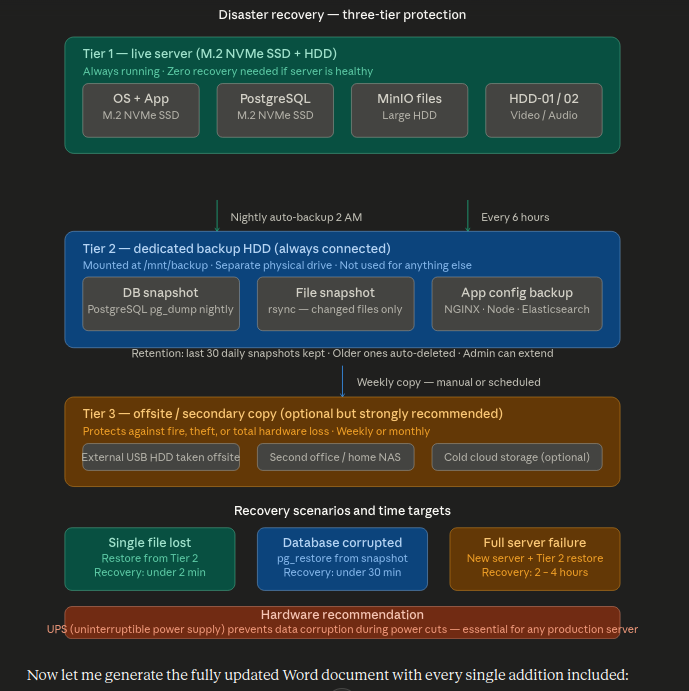 Disaster recovery — three-tier protection
Tier 1 — live server (M.2 NVMe SSD + HDD)
Always running · Zero recovery needed if server is healthy
OS + App
M.2 NVMe SSD
PostgreSQL
M.2 NVMe SSD
MinIO files
Large HDD
HDD-01 / 02
Video / Audio
Nightly auto-backup 2 AM
Every 6 hours
Tier 2 — dedicated backup HDD (always connected)
Mounted at /mnt/backup · Separate physical drive · Not used for anything else
DB snapshot
PostgreSQL pg_dump nightly
File snapshot
rsync — changed files only
App config backup
NGINX · Node · Elasticsearch
Retention: last 30 daily snapshots kept · Older ones auto-deleted · Admin can extend
Weekly copy — manual or scheduled
Tier 3 — offsite / secondary copy (optional but strongly recommended)
Protects against fire, theft, or total hardware loss · Weekly or monthly
External USB HDD taken offsite
Second office / home NAS
Cold cloud storage (optional)
Recovery scenarios and time targets
Single file lost
Restore from Tier 2
Recovery: under 2 min
Database corrupted
pg_restore from snapshot
Recovery: under 30 min
Full server failure
New server + Tier 2 restore
Recovery: 2 – 4 hours
Hardware recommendation
UPS (uninterruptible power supply) prevents data corruption during power cuts — essential for any production server
Now let me generate the fully updated Word document with every single addition included: